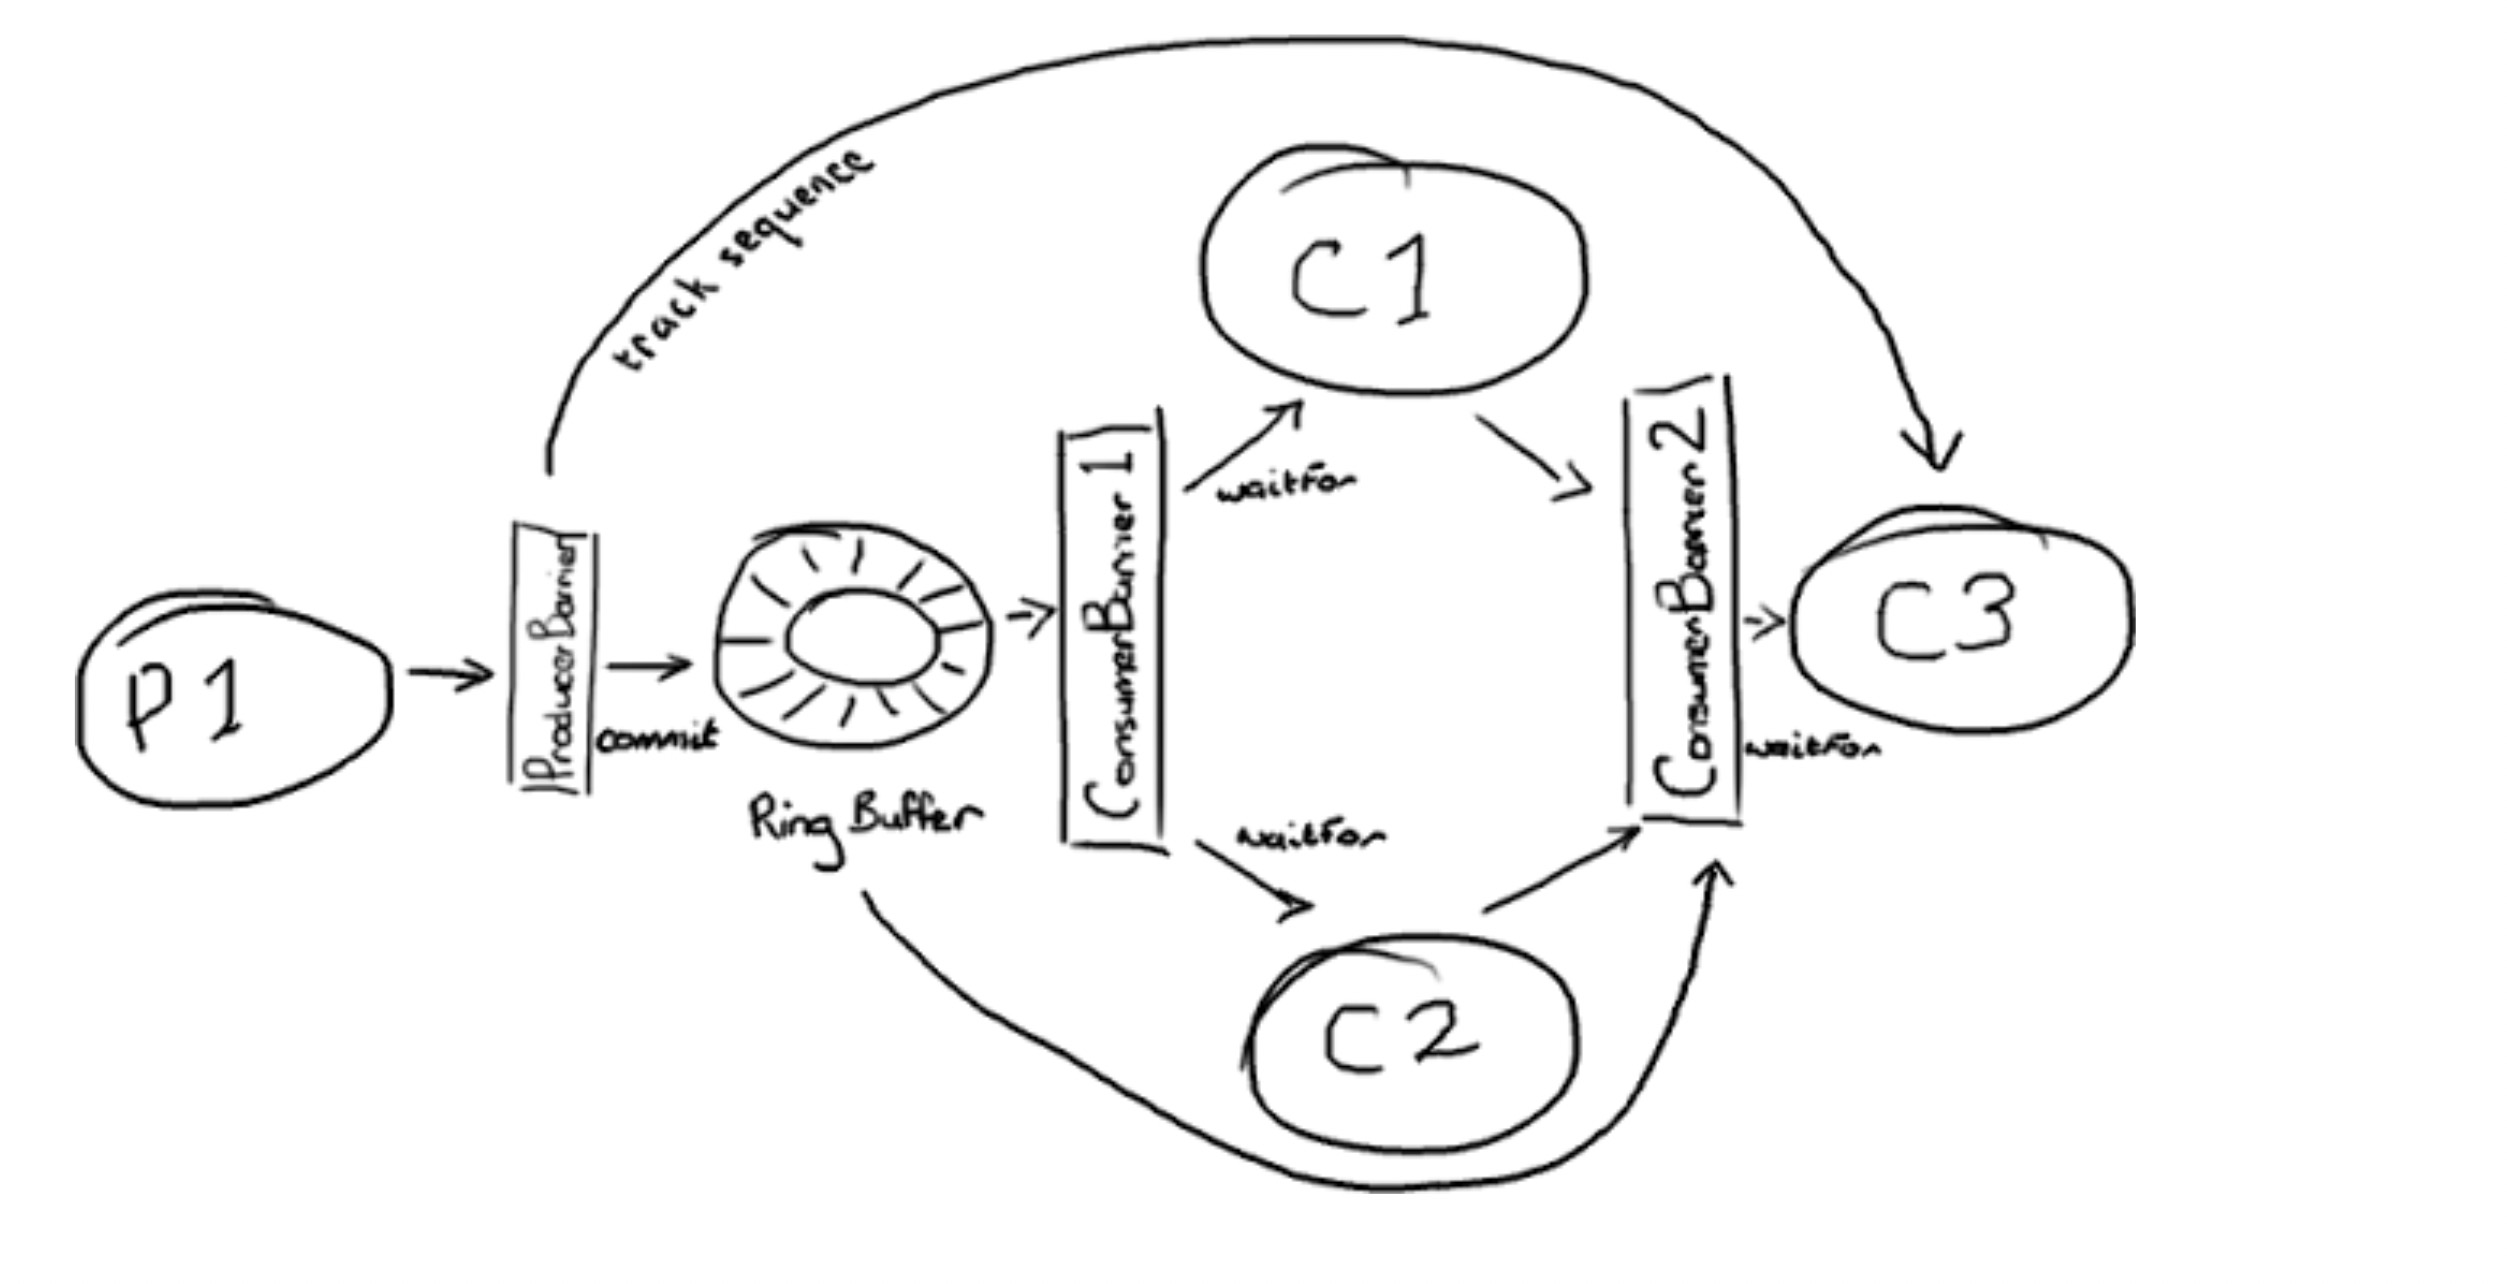 track sequence
C1
waitFor
P1
ProducerBarrier
commit
Ring Buffer
ConsumerBarrier 1
ConsumerBarrier 2
C3
waitFor
waitFor
C2